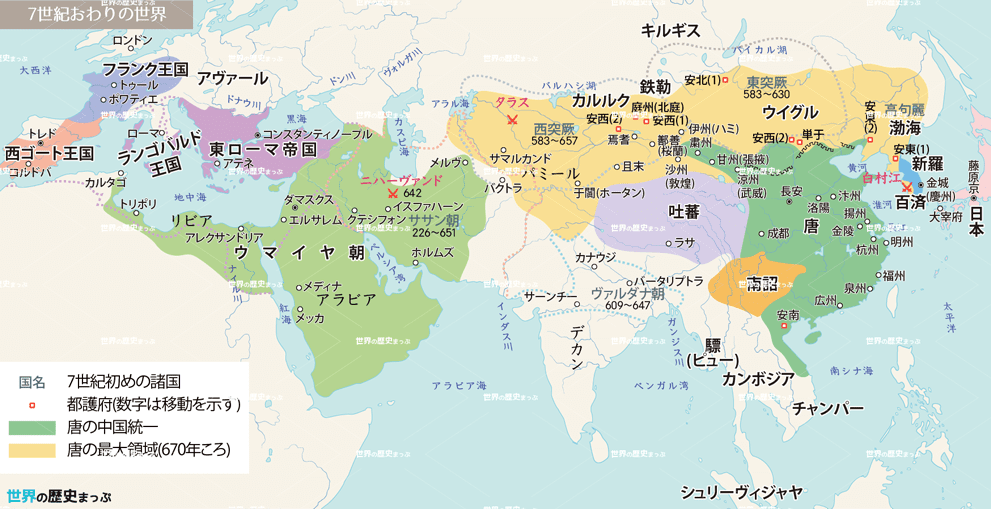 7世紀おわりの世界
ロンドン
大西洋
フランク王国
トゥール
ポワティエ
アヴァール
ドン川
ヴォルガ川
ドナウ川
黒海
カスピ海
アラル海
トレド
西ゴート王国
コルドバ
ローマ
ランゴバルド
王国
コンスタンティノープル
東ローマ帝国
アテネ
カルタゴ
トリポリ
地中海
リビア
アレクサンドリア
ダマスクス
エルサレム
クテシフォン
イスファハーン
ニハーヴァンド
642
ササン朝
226〜651
ホルムズ
ウマイヤ朝
ナイル川
紅海
ペルシア湾
メディナ
アラビア
メッカ
アラビア海
キルギス
バイカル湖
バルハシ湖
鉄勒
安北(1)
東突厥
583〜630
タラス
カルルク
庭州(北庭)
安西(2)
安西(1)
西突厥
583〜657
焉耆
鄯善
(桜蘭)
伊州(ハミ)
粛州
ウイグル
安西(2)
単于
安東(2)
高句麗
渤海
安東(1)
メルヴ
サマルカンド
バクトラ
パミール
且末
于闐(ホータン)
沙州
(敦煌)
甘州(張掖)
涼州
(武威)
黄河
新羅
白村江
金城
(慶州)
百済
大宰府
藤原京
日本
長安
洛陽
汴州
淮河
揚州
金陵
唐
杭州
明州
吐蕃
ラサ
成都
福州
泉州
広州
南詔
安南
カナウジ
パータリプトラ
サーンチー
ヴァルダナ朝
609〜647
インダス川
ガンジス川
デカン
驃
(ピュー)
カンボジア
チャンパー
ベンガル湾
南シナ海
太平洋
シュリーヴィジャヤ
国名 7世紀初めの諸国
都護府(数字は移動を示す)
唐の中国統一
唐の最大領域(670年ころ)
世界の歴史まっぷ